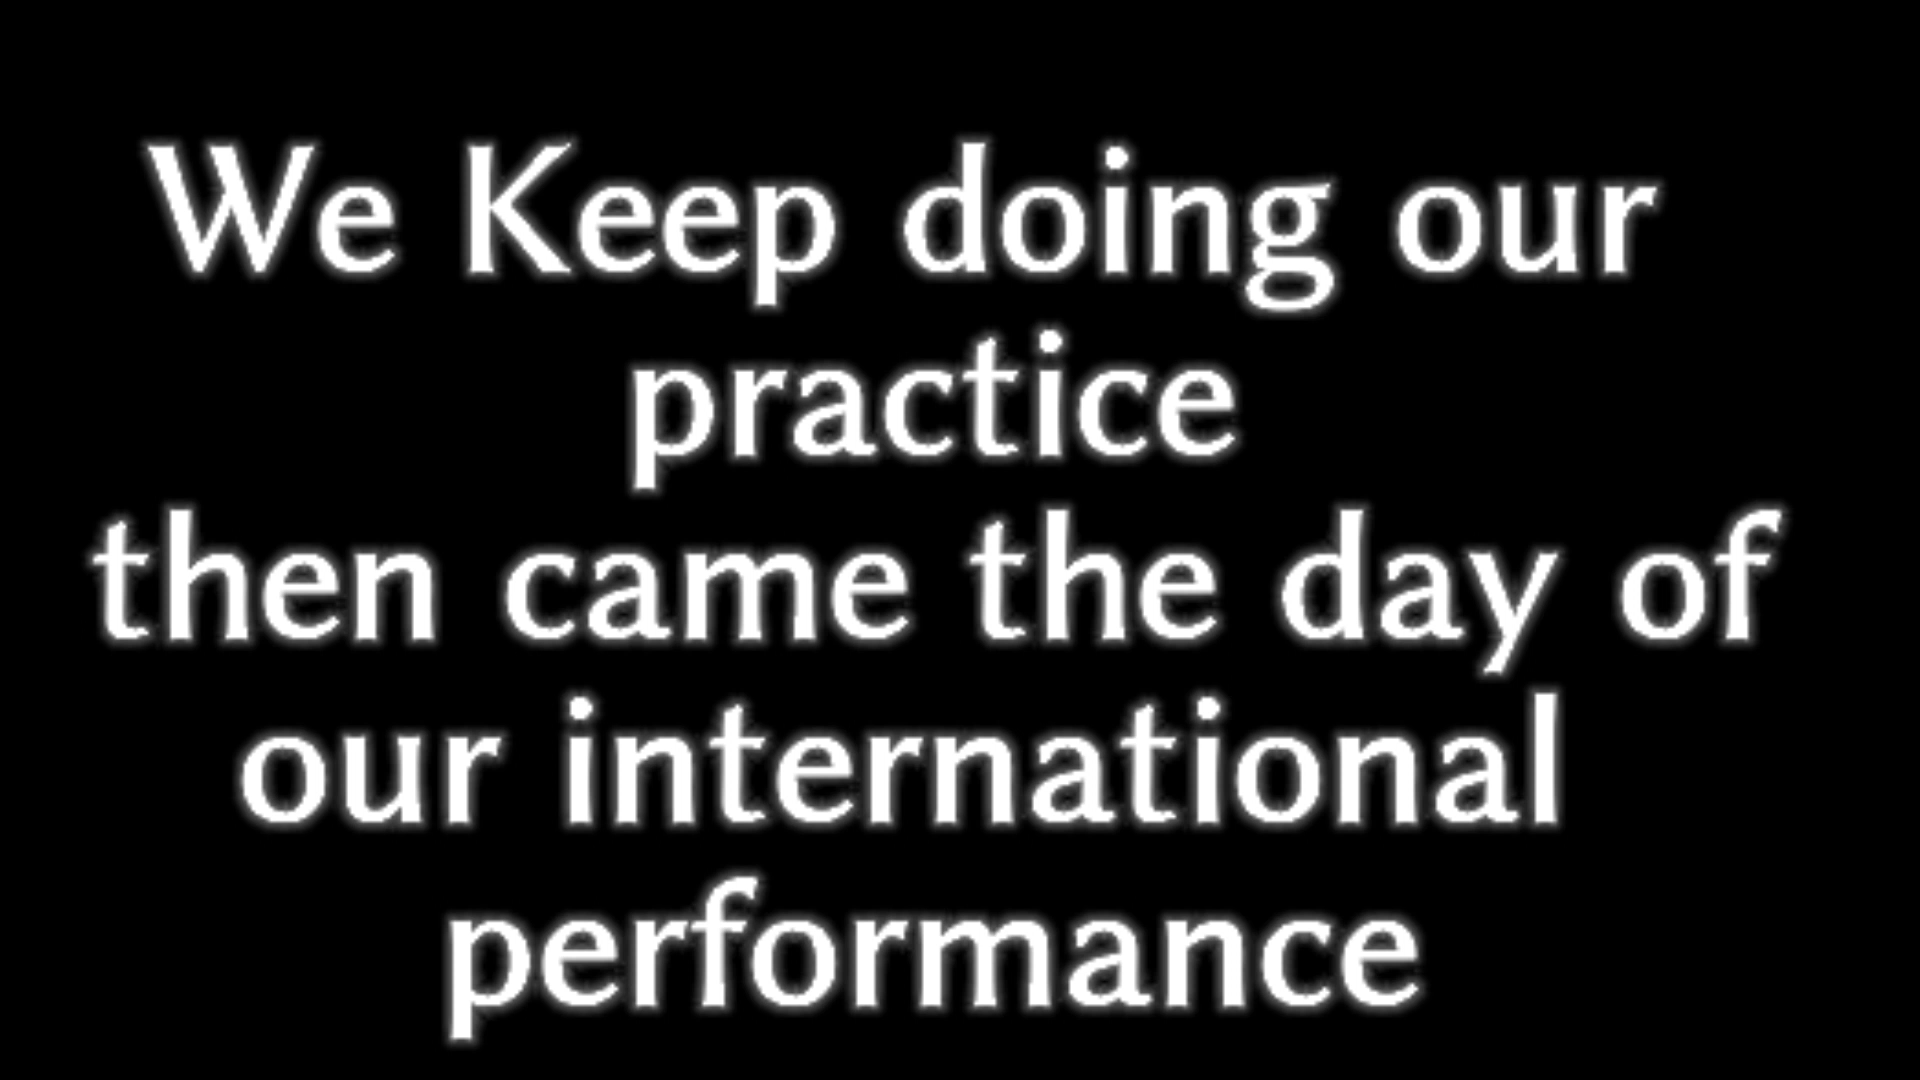 We Keep doing our
practice
then came the day of
our international
performance